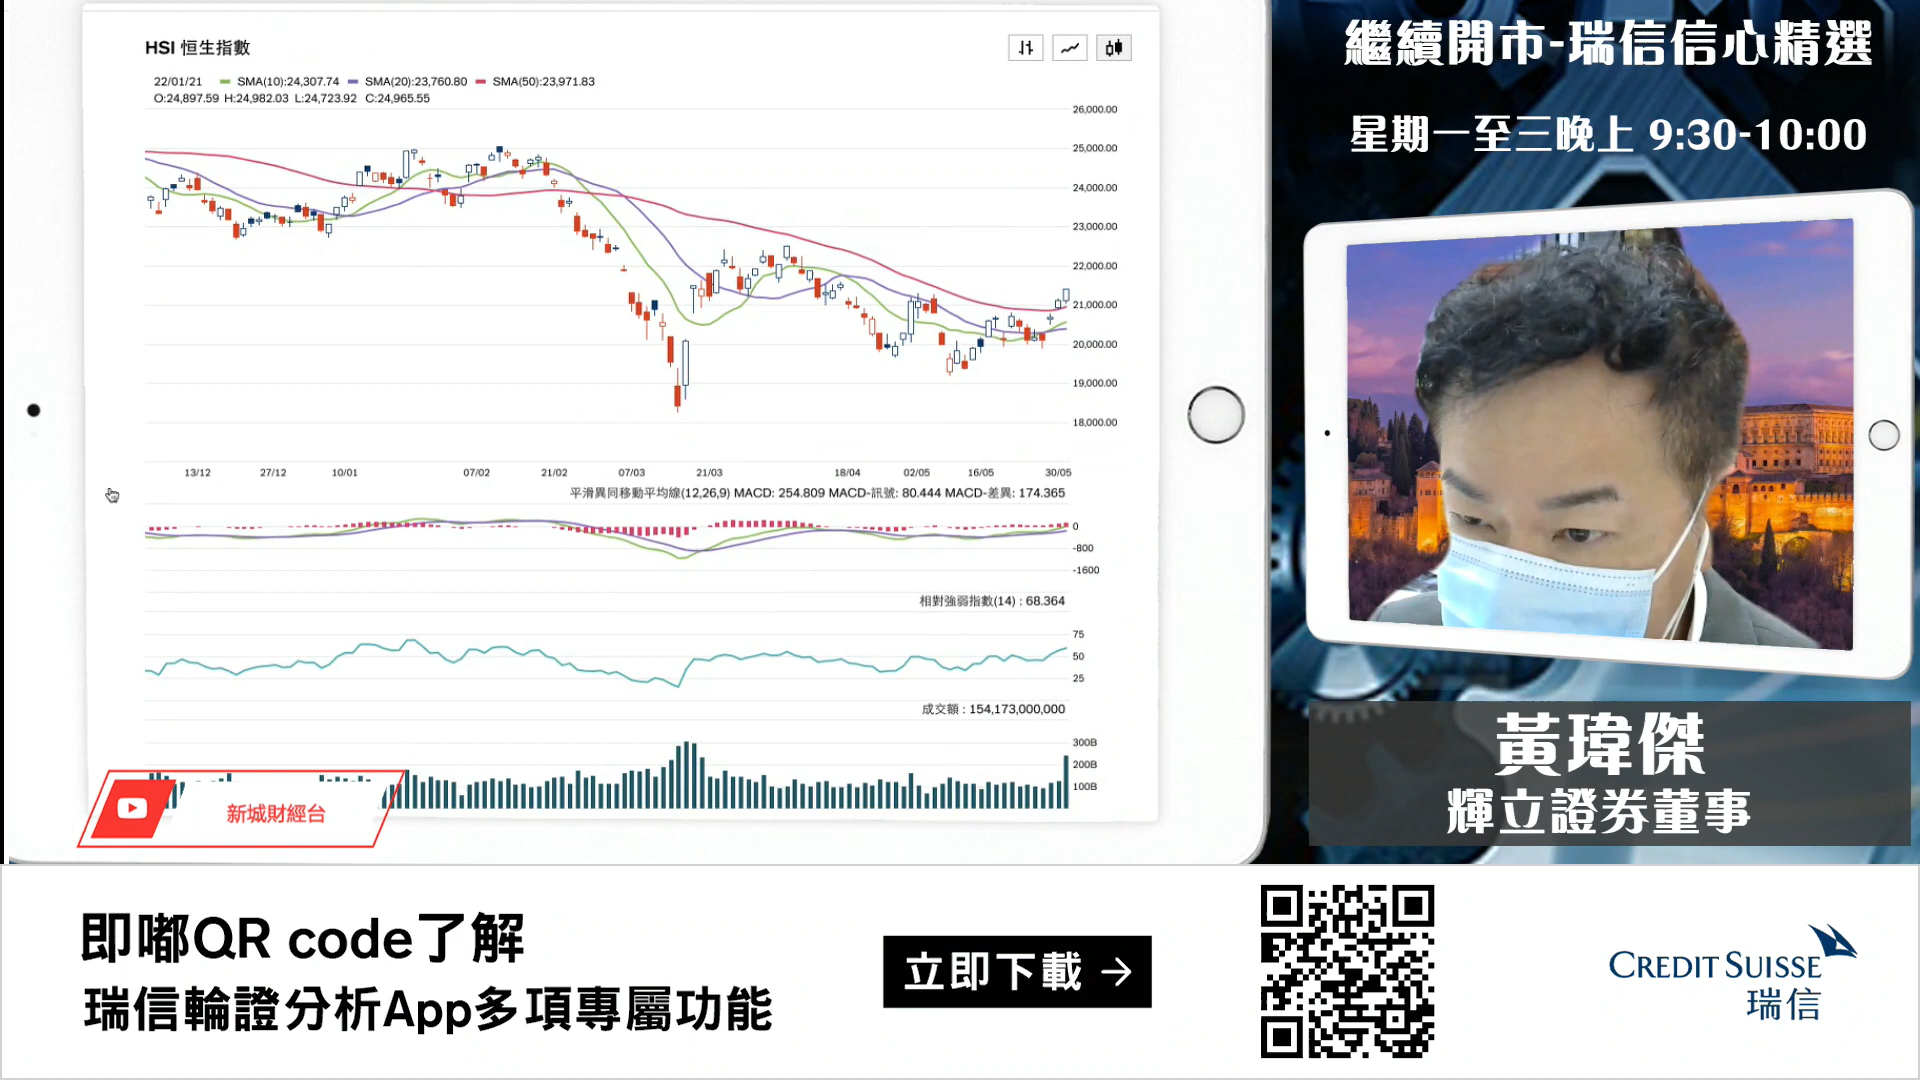 HSI 恒生指數
22/01/21 SMA(10):24,307.74 SMA(20):23,760.80 SMA(50):23,971.83
O:24,897.59 H:24,982.03 L:24,723.92 C:24,965.55
26,000.00
25,000.00
24,000.00
23,000.00
22,000.00
21,000.00
20,000.00
19,000.00
18,000.00
13/12 27/12 10/01 07/02 21/02 07/03 21/03 18/04 02/05 16/05 30/05
平滑異同移動平均線(12,26,9) MACD: 254.809 MACD-訊號: 80.444 MACD-差異: 174.365
0
-800
-1600
相對強弱指數(14) : 68.364
75
50
25
成交額 : 154,173,000,000
300B
200B
100B
新城財經台
繼續開市-瑞信信心精選
星期一至三晚上 9:30-10:00
黃瑋傑
輝立證券董事
即嘟QR code了解
瑞信輪證分析App多項專屬功能
立即下載 →
CREDIT SUISSE
瑞信